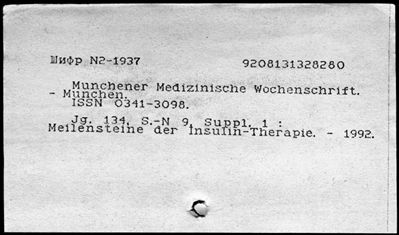 Шифр N2-1937 9208131328280
Munchener Medizinische Wochenschrift.
- Munchen.
ISSN 0341-3098.
Jg. 134, S.-N 9, Suppl. 1 :
Meilensteine der Insulin-Therapie. - 1992.